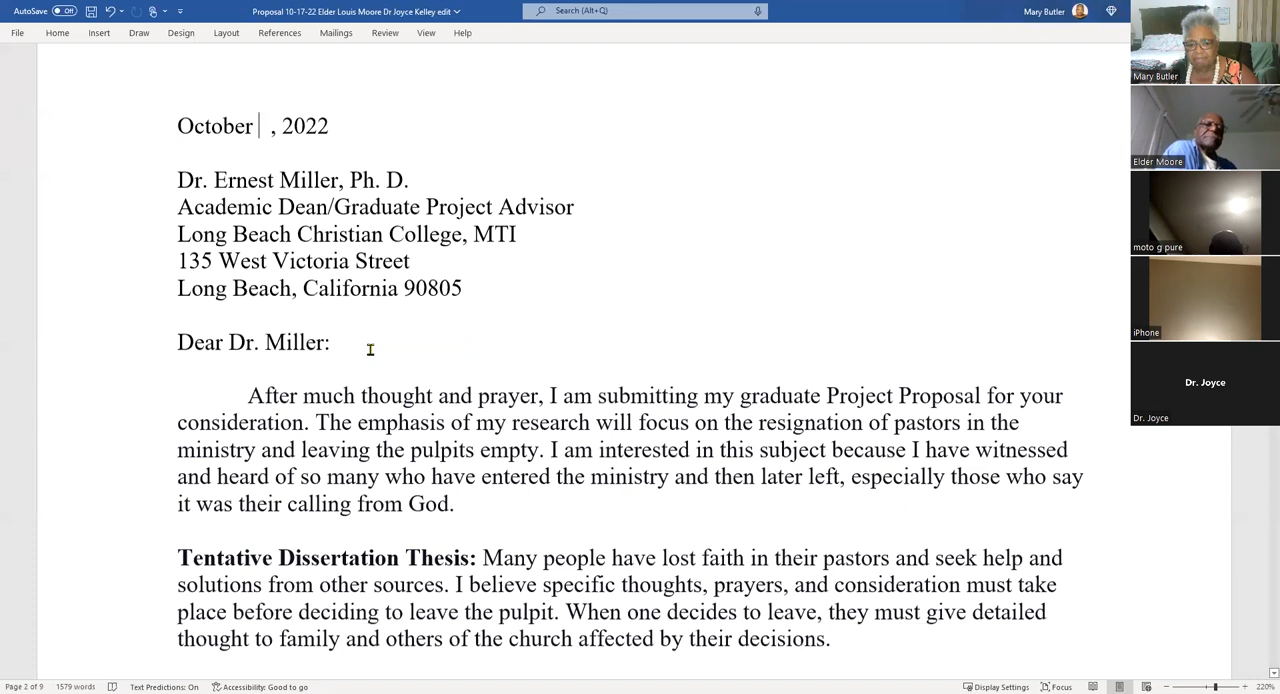 AutoSave Off Proposal 10-17-22 Elder Louis Moore Dr Joyce Kelley edit Search (Alt+Q) Mary Butler
File Home Insert Draw Design Layout References Mailings Review View Help
October , 2022
Dr. Ernest Miller, Ph. D.
Academic Dean/Graduate Project Advisor
Long Beach Christian College, MTI
135 West Victoria Street
Long Beach, California 90805
Dear Dr. Miller:
After much thought and prayer, I am submitting my graduate Project Proposal for your
consideration. The emphasis of my research will focus on the resignation of pastors in the
ministry and leaving the pulpits empty. I am interested in this subject because I have witnessed
and heard of so many who have entered the ministry and then later left, especially those who say
it was their calling from God.
Tentative Dissertation Thesis: Many people have lost faith in their pastors and seek help and
solutions from other sources. I believe specific thoughts, prayers, and consideration must take
place before deciding to leave the pulpit. When one decides to leave, they must give detailed
thought to family and others of the church affected by their decisions.
Mary Butler
Elder Moore
moto g pure
iPhone
Dr. Joyce
Dr. Joyce
Page 2 of 9 1579 words Text Predictions: On Accessibility: Good to go Display Settings Focus 220%